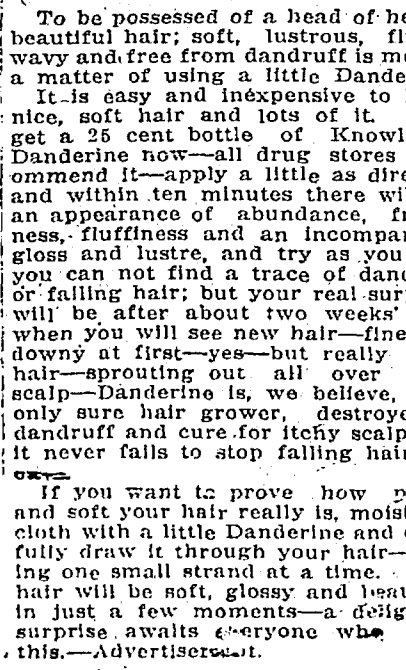 To be possessed of a head of he
beautiful hair; soft, lustrous, fl
wavy and free from dandruff is me
a matter of using a little Dande
It is easy and inexpensive to
nice, soft hair and lots of it.
get a 25 cent bottle of Knowl
Danderine now—all drug stores
ommend it—apply a little as dire
and within ten minutes there wi
an appearance of abundance, fr
ness, fluffiness and an incompar
gloss and lustre, and try as you
you can not find a trace of dand
or falling hair; but your real sur
will be after about two weeks'
when you will see new hair—fine
downy at first—yes—but really
hair—sprouting out all over
scalp—Danderine is, we believe,
only sure hair grower, destroye
dandruff and cure for itchy scalp
it never fails to stop falling hair
If you want to prove how p
and soft your hair really is, mois
cloth with a little Danderine and c
fully draw it through your hair—
ing one small strand at a time.
hair will be soft, glossy and beau
in just a few moments—a delig
surprise awaits everyone who
this.—Advertisement.